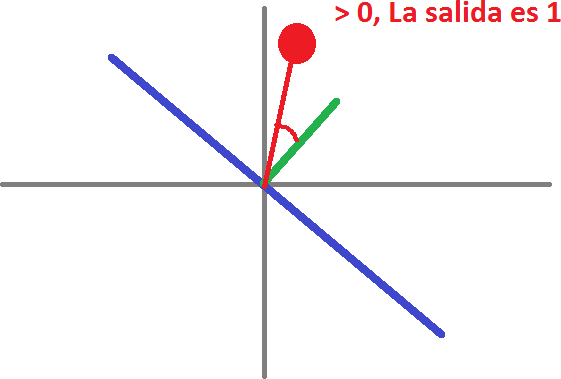 > 0, La salida es 1